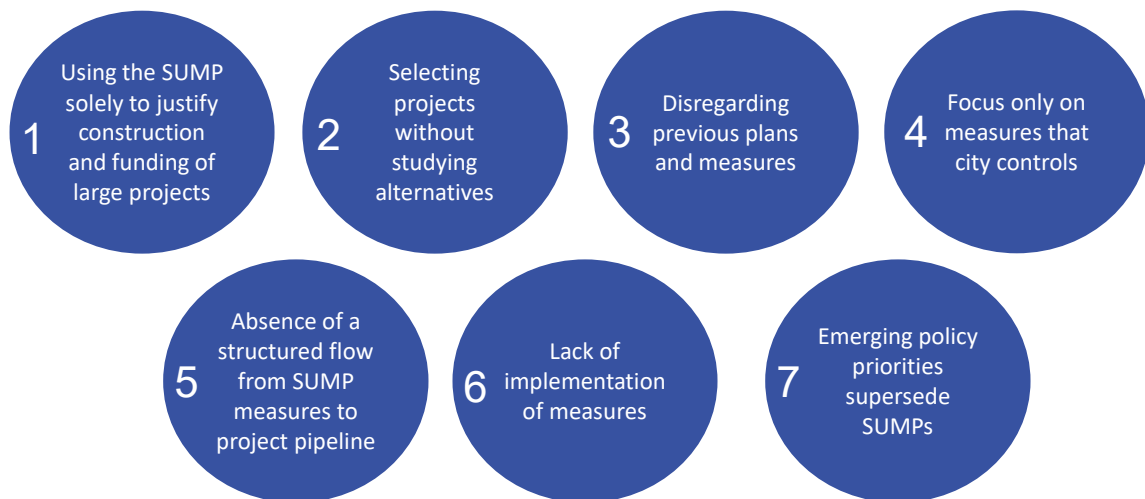 1
Using the SUMP
solely to justify
construction
and funding of
large projects
2
Selecting
projects
without
studying
alternatives
3
Disregarding
previous plans
and measures
4
Focus only on
measures that
city controls
5
Absence of a
structured flow
from SUMP
measures to
project pipeline
6
Lack of
implementation
of measures
7
Emerging policy
priorities
supersede
SUMPs